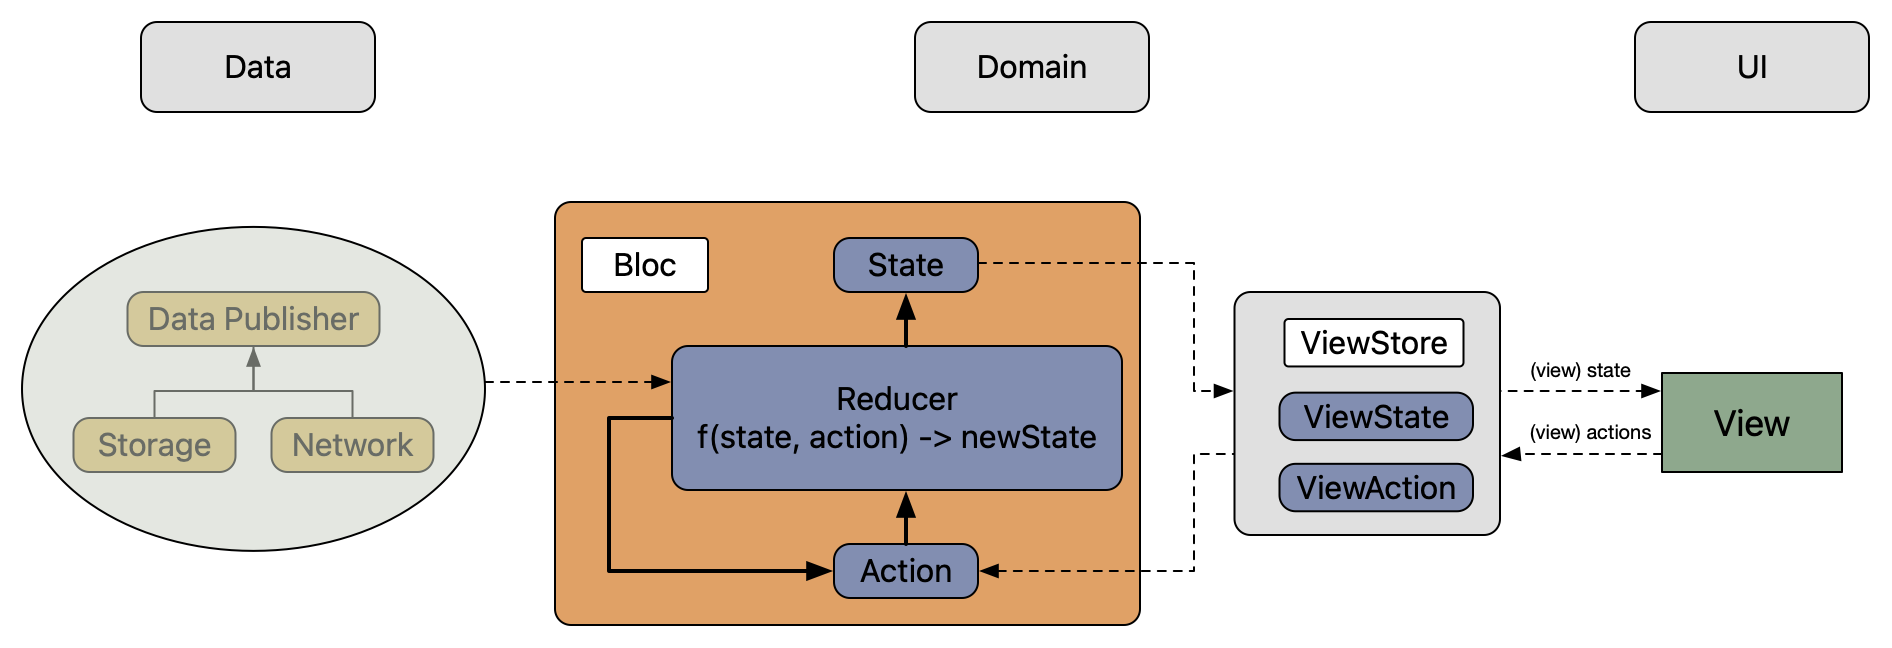 Data
Domain
UI
Data Publisher
Storage
Network
Bloc
State
Reducer
f(state, action) -> newState
Action
ViewStore
ViewState
ViewAction
(view) state
(view) actions
View